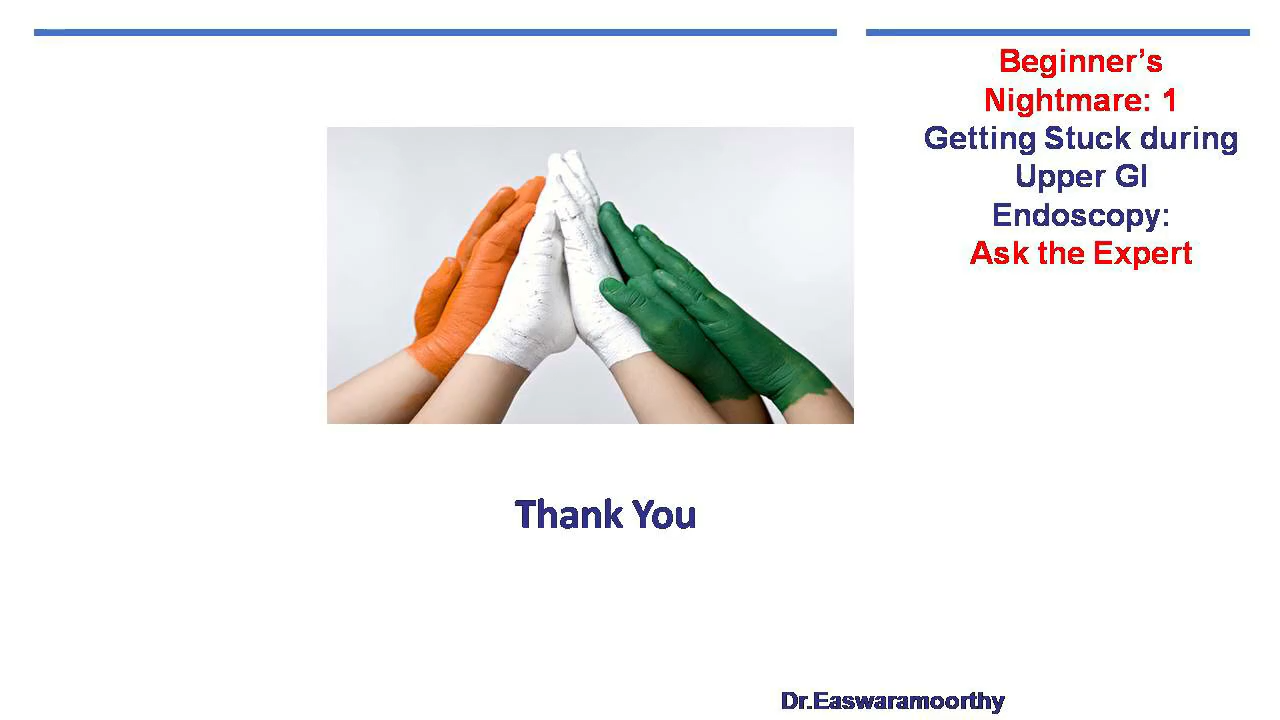 Beginner’s
Nightmare: 1
Getting Stuck during
Upper GI
Endoscopy:
Ask the Expert
Thank You
Dr.Easwaramoorthy